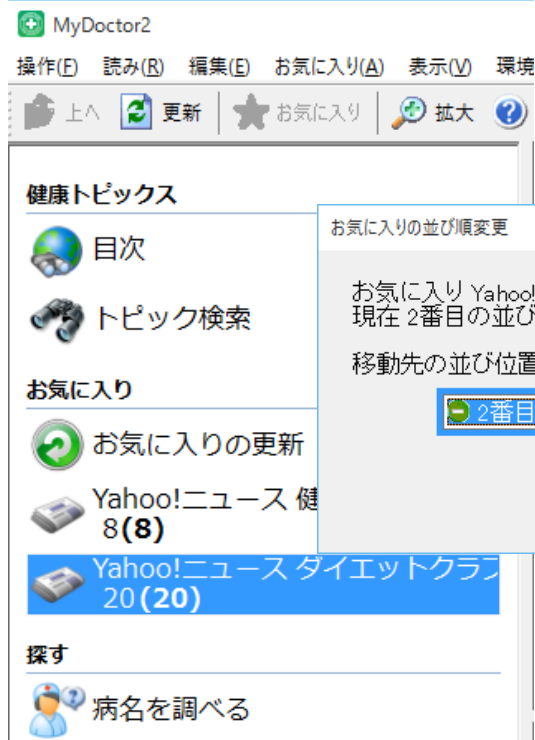 MyDoctor2
操作(F) 読み(R) 編集(E) お気に入り(A) 表示(V) 環境
上へ 更新 お気に入り 拡大
健康トピックス
目次
トピック検索
お気に入り
お気に入りの更新
Yahoo!ニュース 健
8(8)
Yahoo!ニュース ダイエットクラブ
20(20)
探す
病名を調べる
お気に入りの並び順変更
お気に入り Yahoo!
現在 2番目の並び
移動先の並び位置
2番目